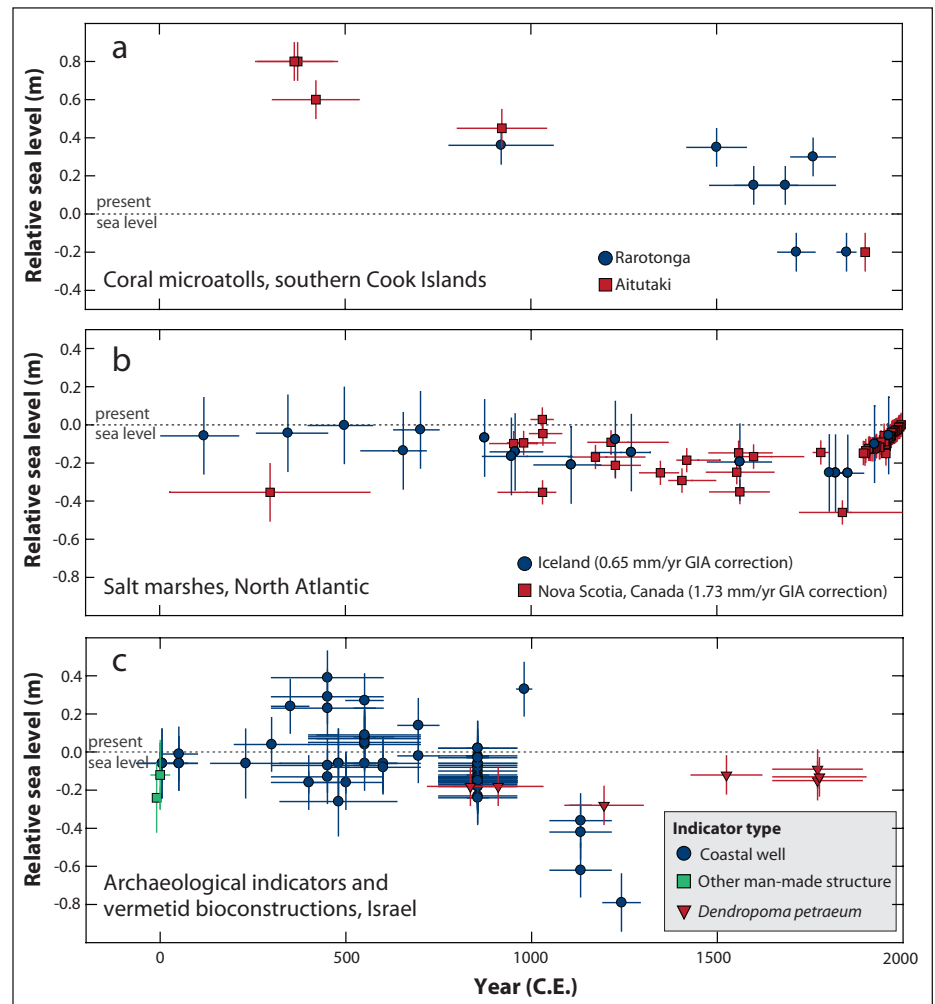 a
Relative sea level (m)
0.8
0.6
0.4
0.2
0.0
-0.2
-0.4
present
sea level
Rarotonga
Aitutaki
Coral microatolls, southern Cook Islands
b
Relative sea level (m)
0.4
0.2
0.0
-0.2
-0.4
-0.6
-0.8
present
sea level
Iceland (0.65 mm/yr GIA correction)
Nova Scotia, Canada (1.73 mm/yr GIA correction)
Salt marshes, North Atlantic
c
Relative sea level (m)
0.4
0.2
0.0
-0.2
-0.4
-0.6
-0.8
present
sea level
Indicator type
Coastal well
Other man-made structure
Dendropoma petraeum
Archaeological indicators and
vermetid bioconstructions, Israel
0
500
1000
1500
2000
Year (C.E.)